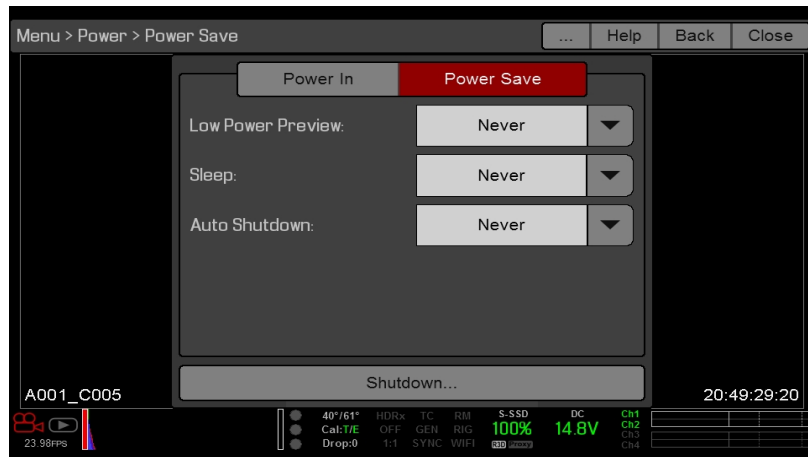 Menu > Power > Power Save ... Help Back Close
Power In Power Save
Low Power Preview: Never
Sleep: Never
Auto Shutdown: Never
Shutdown...
A001_C005 20:49:29:20
40°/61° HDRx TC RM S-SSD DC Ch1
Cal:T/E OFF GEN RIG 100% 14.8V Ch2
23.98FPS Drop:0 1:1 SYNC WIFI R3D Proxy Ch3
Ch4